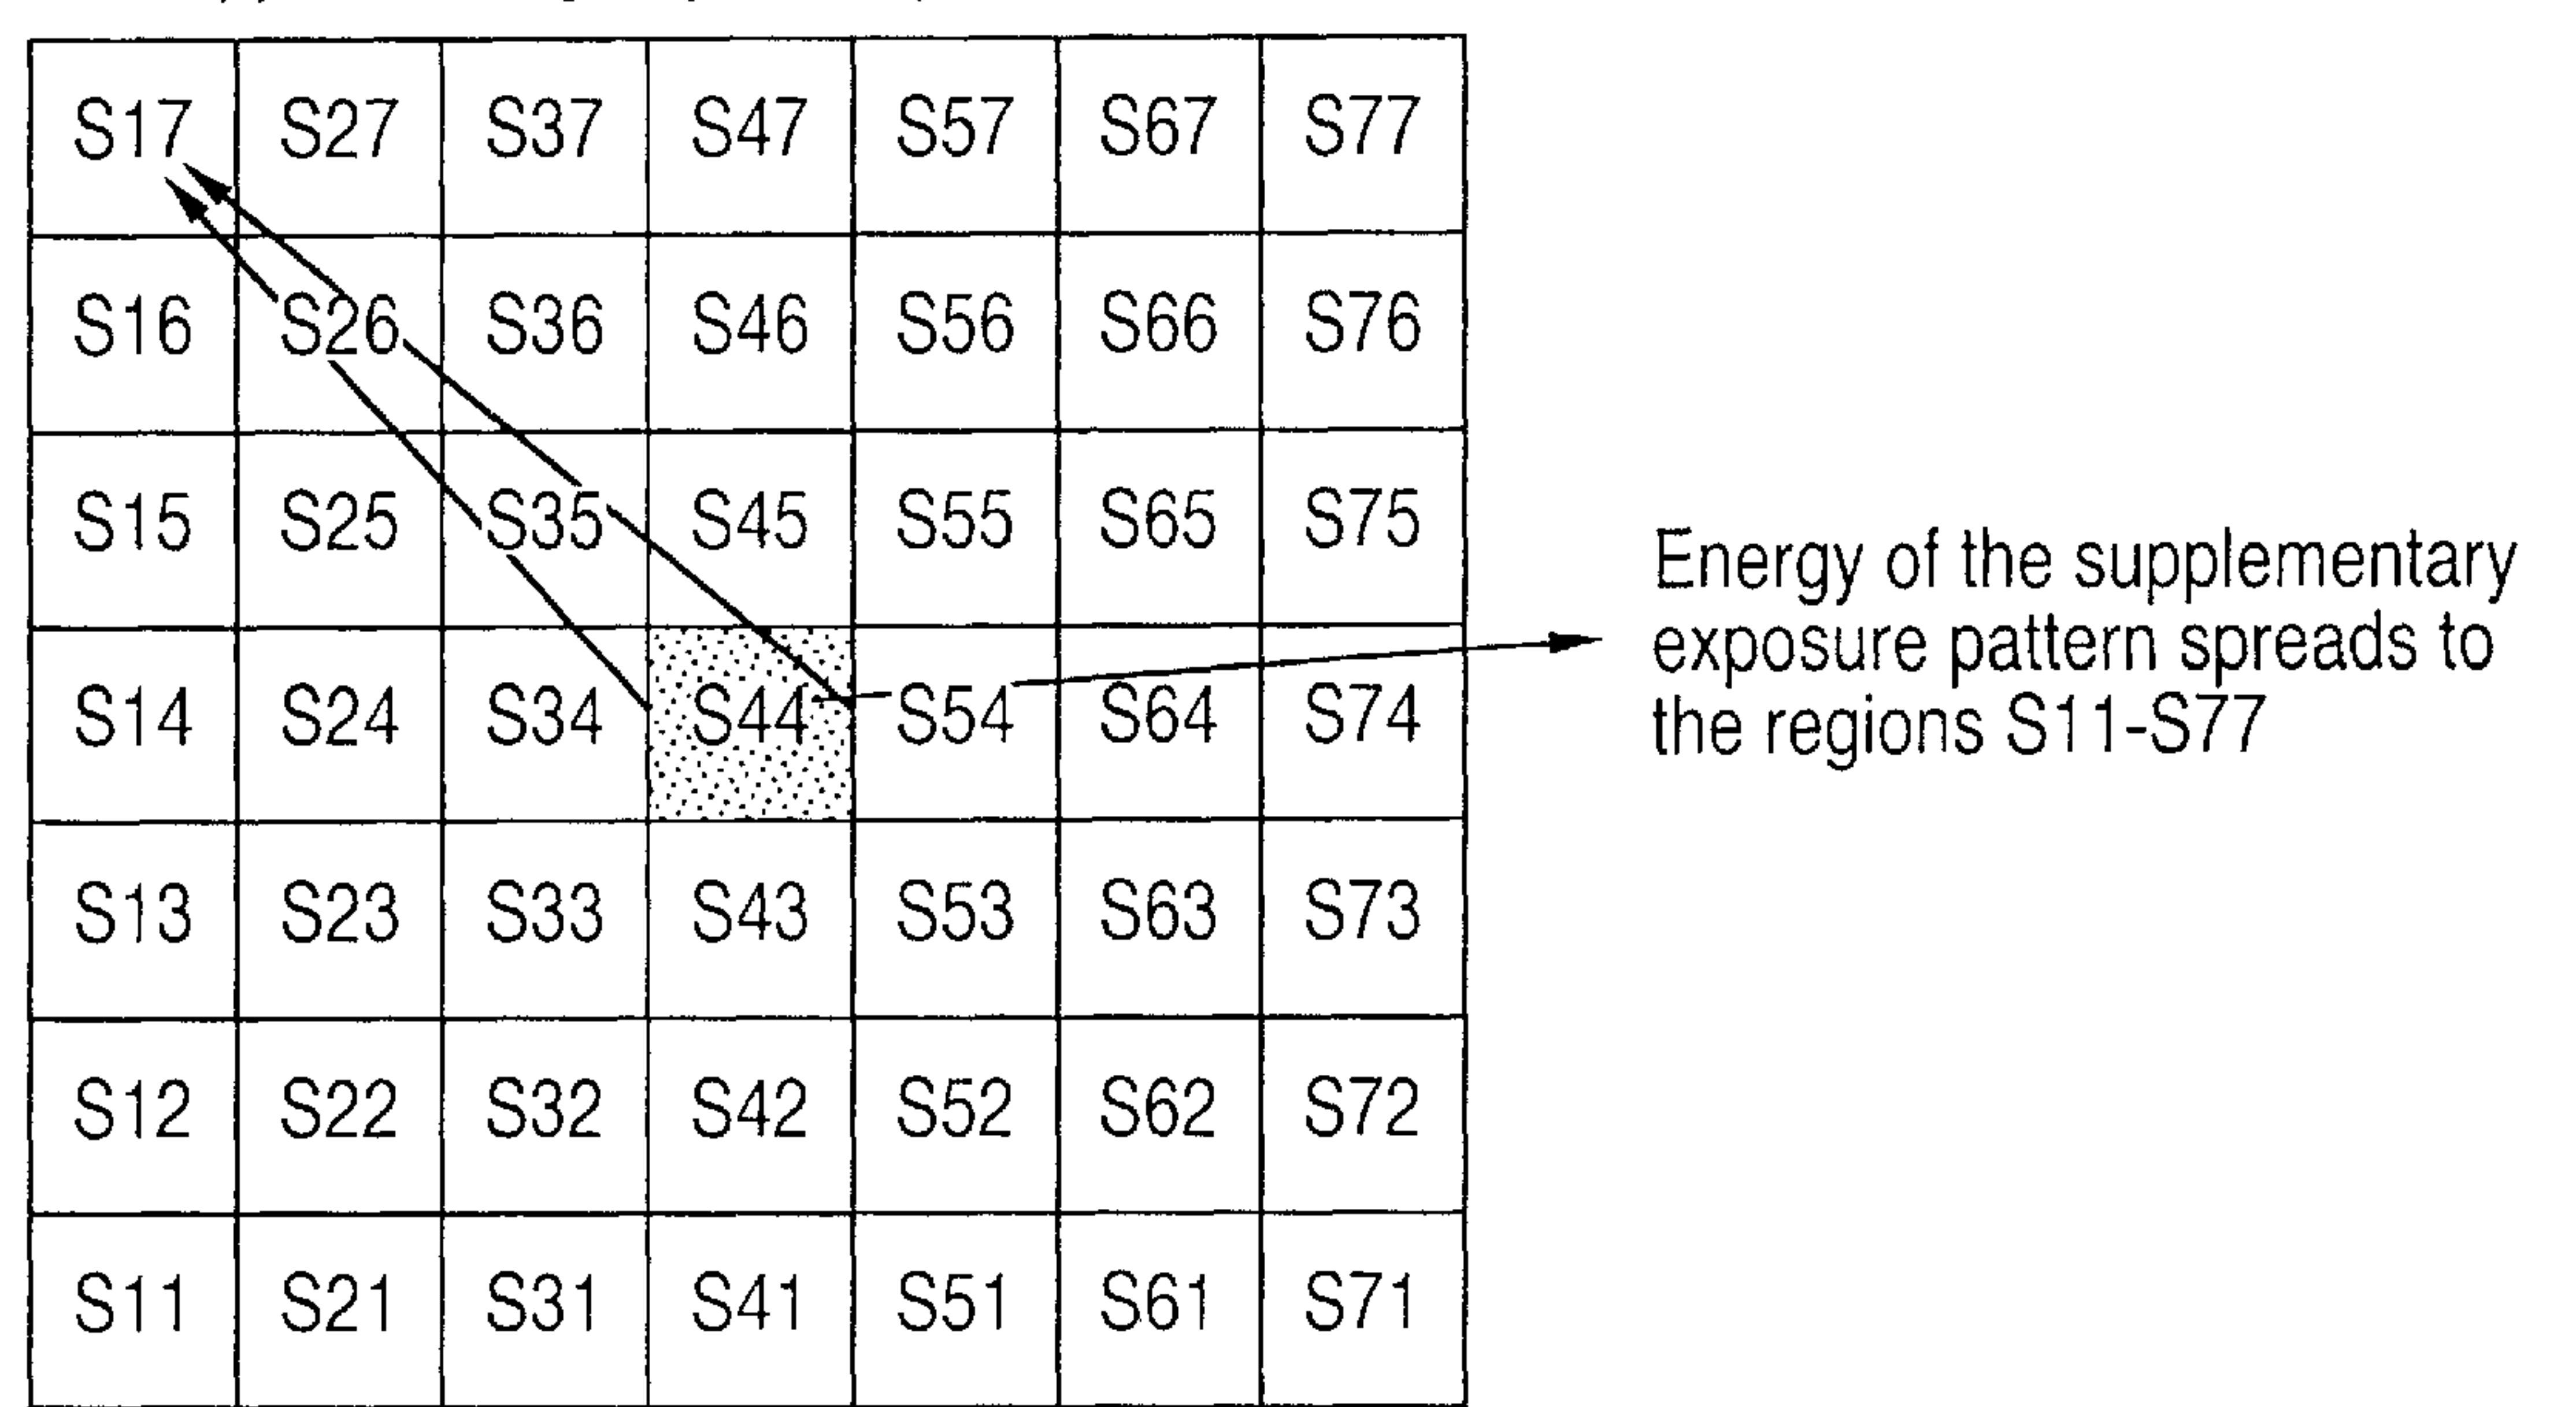 S17 S27 S37 S47 S57 S67 S77
S16 S26 S36 S46 S56 S66 S76
S15 S25 S35 S45 S55 S65 S75
S14 S24 S34 S44 S54 S64 S74
S13 S23 S33 S43 S53 S63 S73
S12 S22 S32 S42 S52 S62 S72
S11 S21 S31 S41 S51 S61 S71
Energy of the supplementary
exposure pattern spreads to
the regions S11-S77